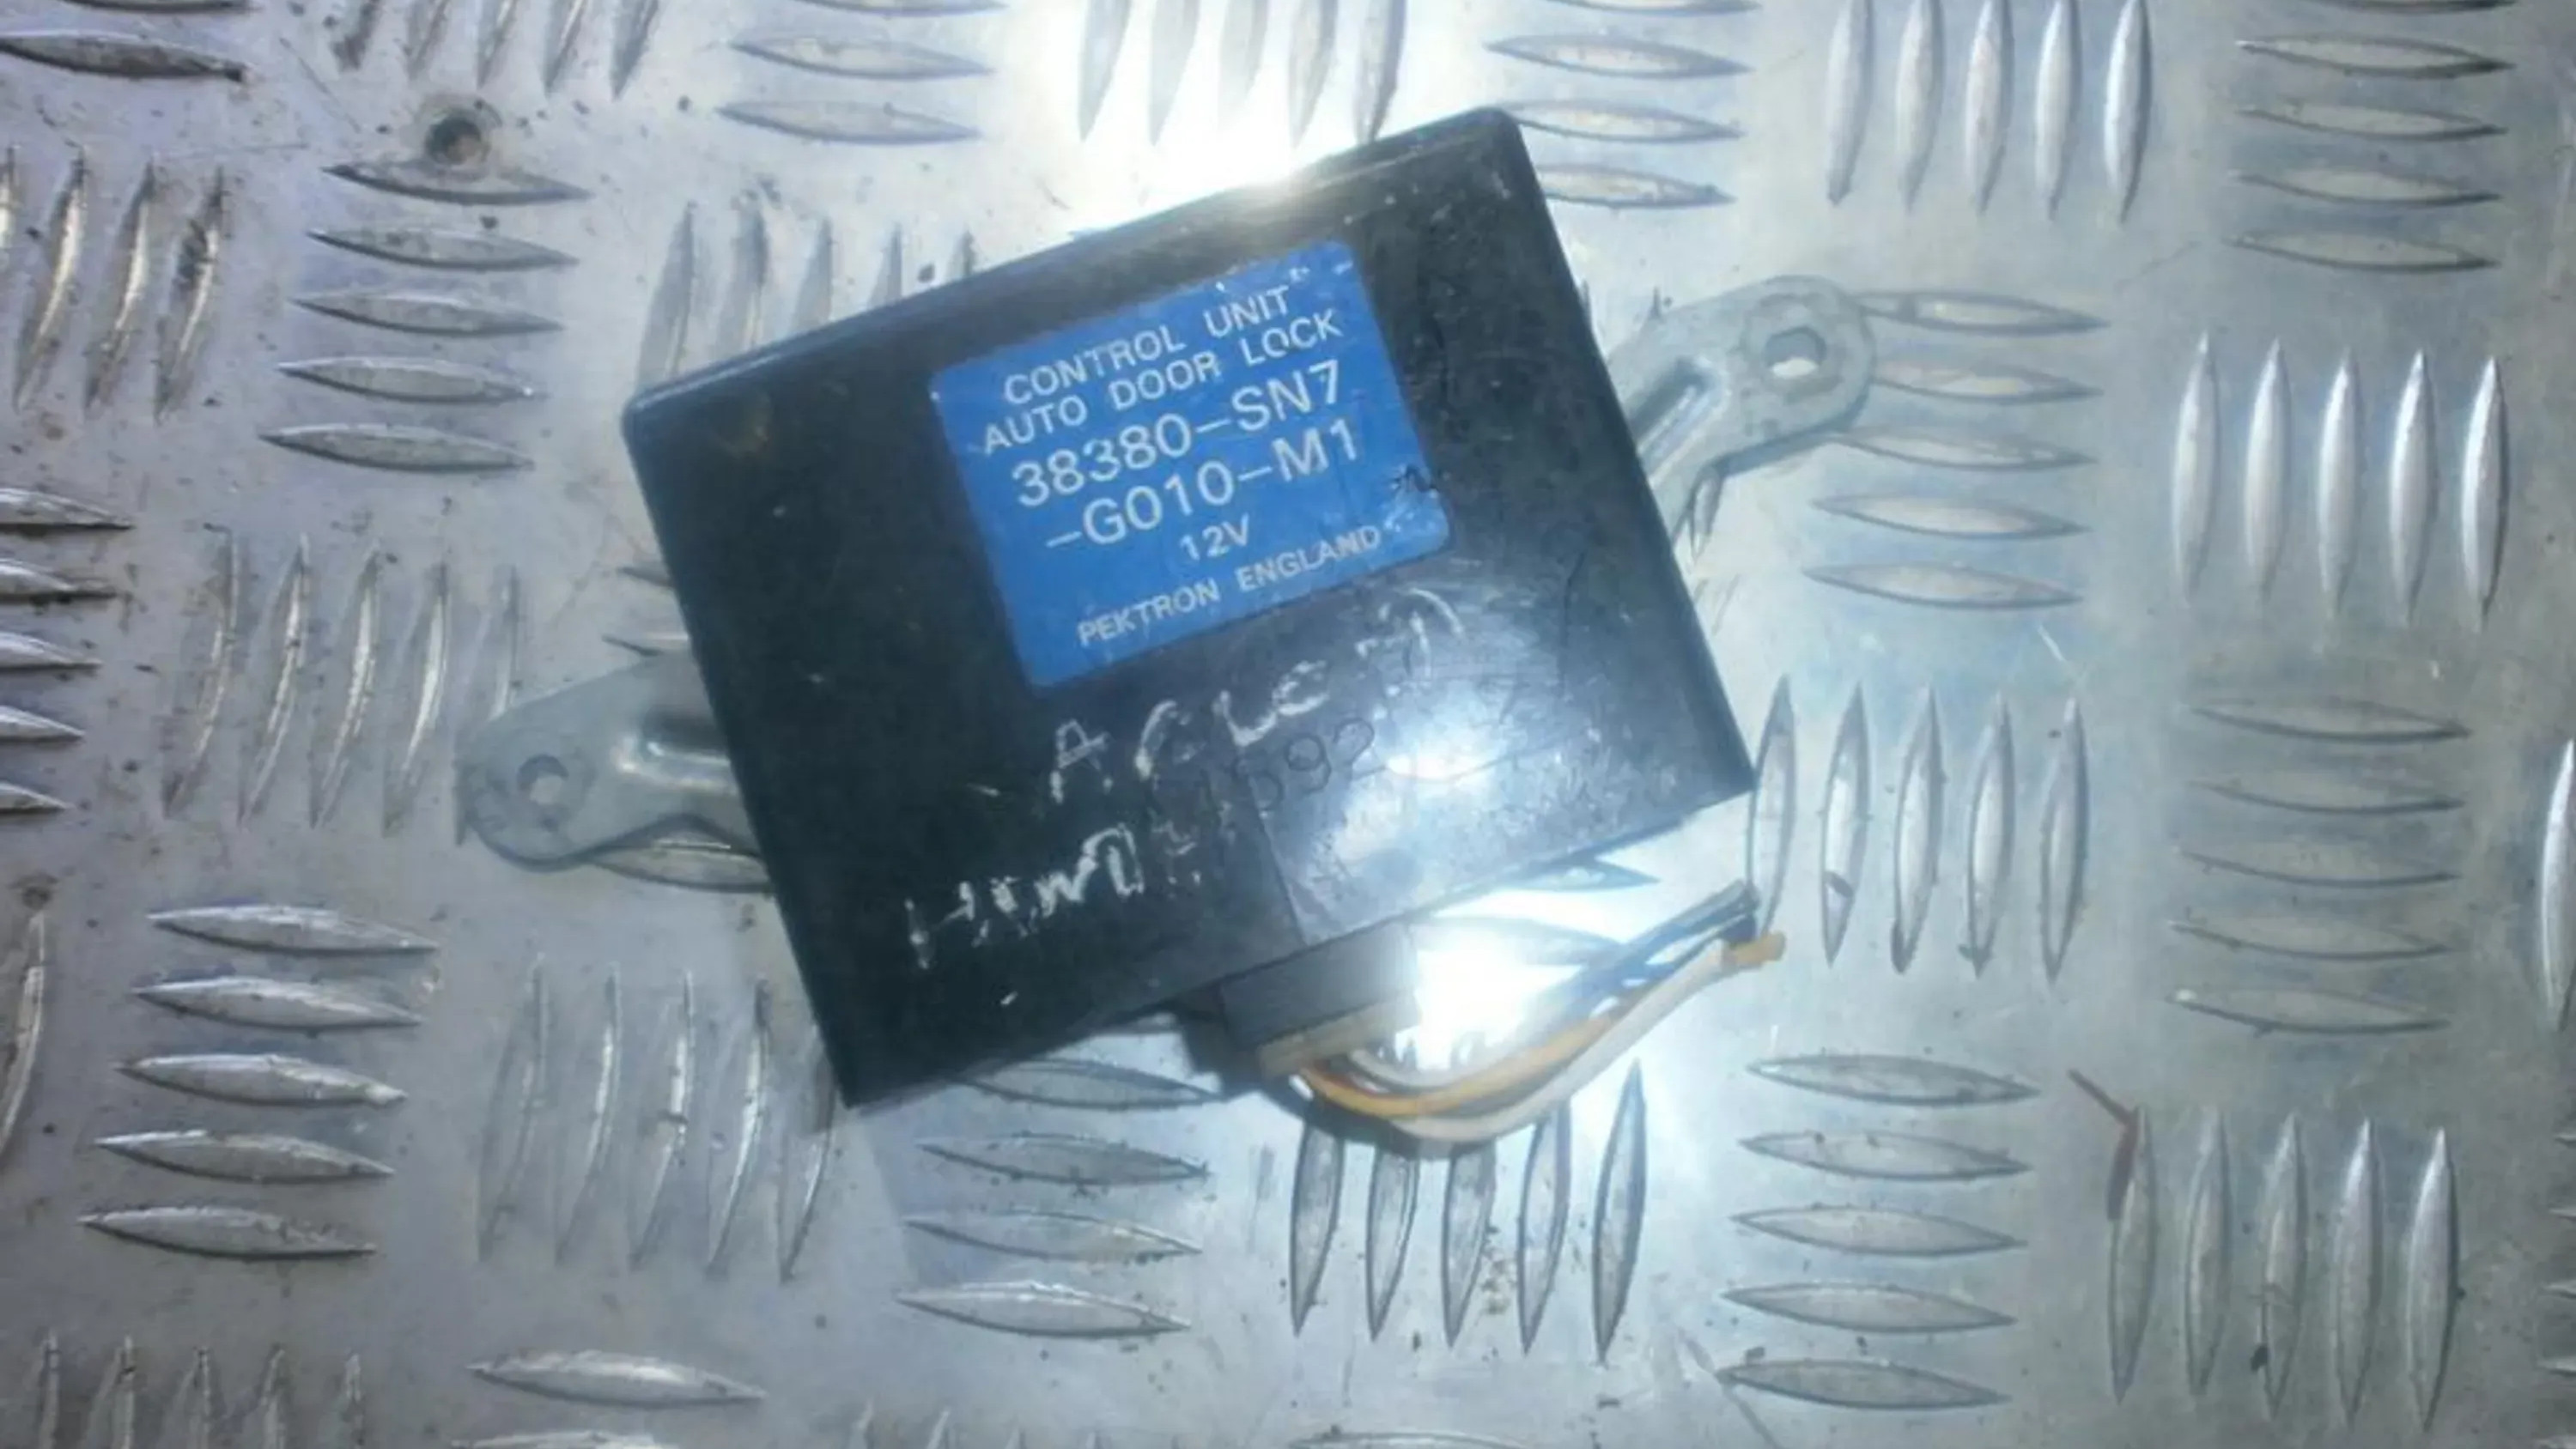 CONTROL UNIT
AUTO DOOR LOCK
38380-SN7
-G010-M1
12V
PEKTRON ENGLAND